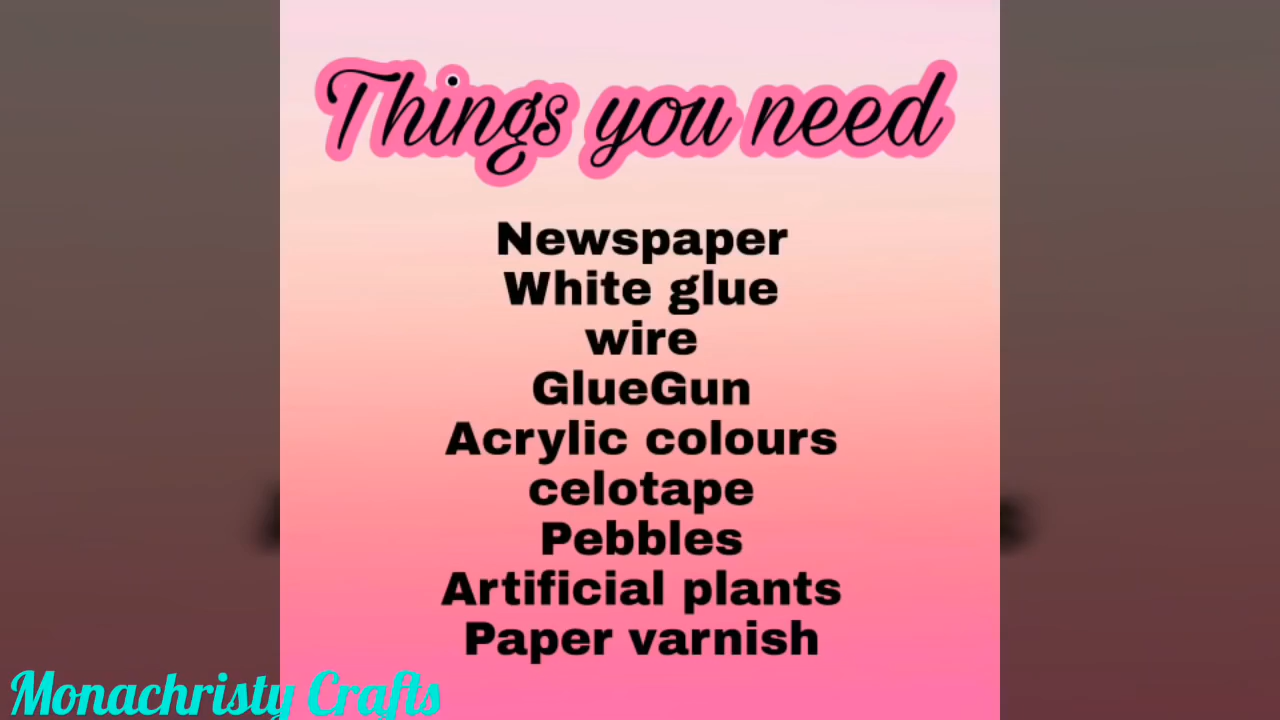 Things you need
Newspaper
White glue
wire
GlueGun
Acrylic colours
celotape
Pebbles
Artificial plants
Paper varnish
Monachristy Crafts